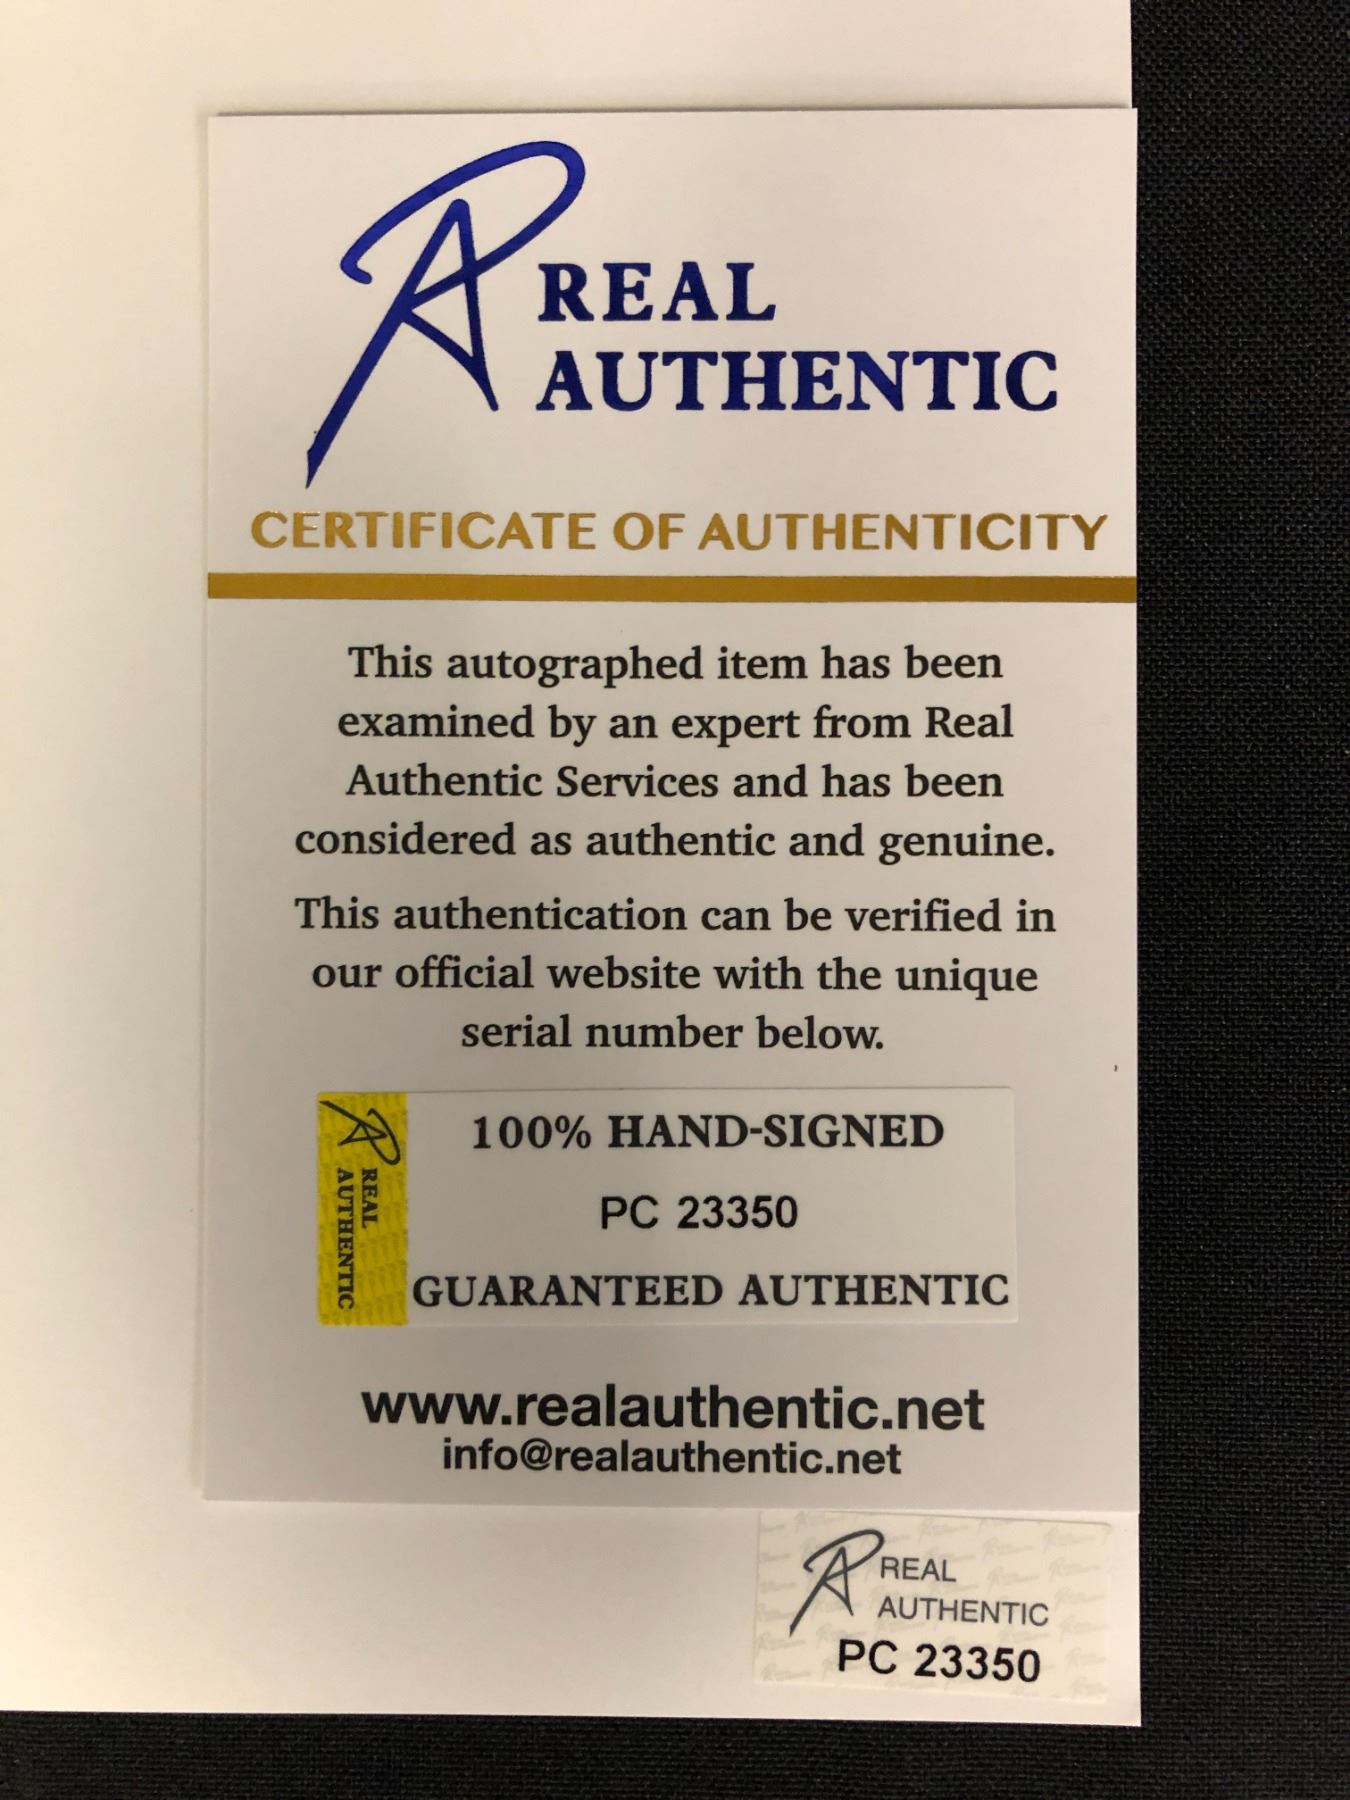 REAL
AUTHENTIC
CERTIFICATE OF AUTHENTICITY
This autographed item has been
examined by an expert from Real
Authentic Services and has been
considered as authentic and genuine.
This authentication can be verified in
our official website with the unique
serial number below.
REAL
AUTHENTIC
100% HAND-SIGNED
PC 23350
GUARANTEED AUTHENTIC
www.realauthentic.net
info@realauthentic.net
REAL
AUTHENTIC
PC 23350